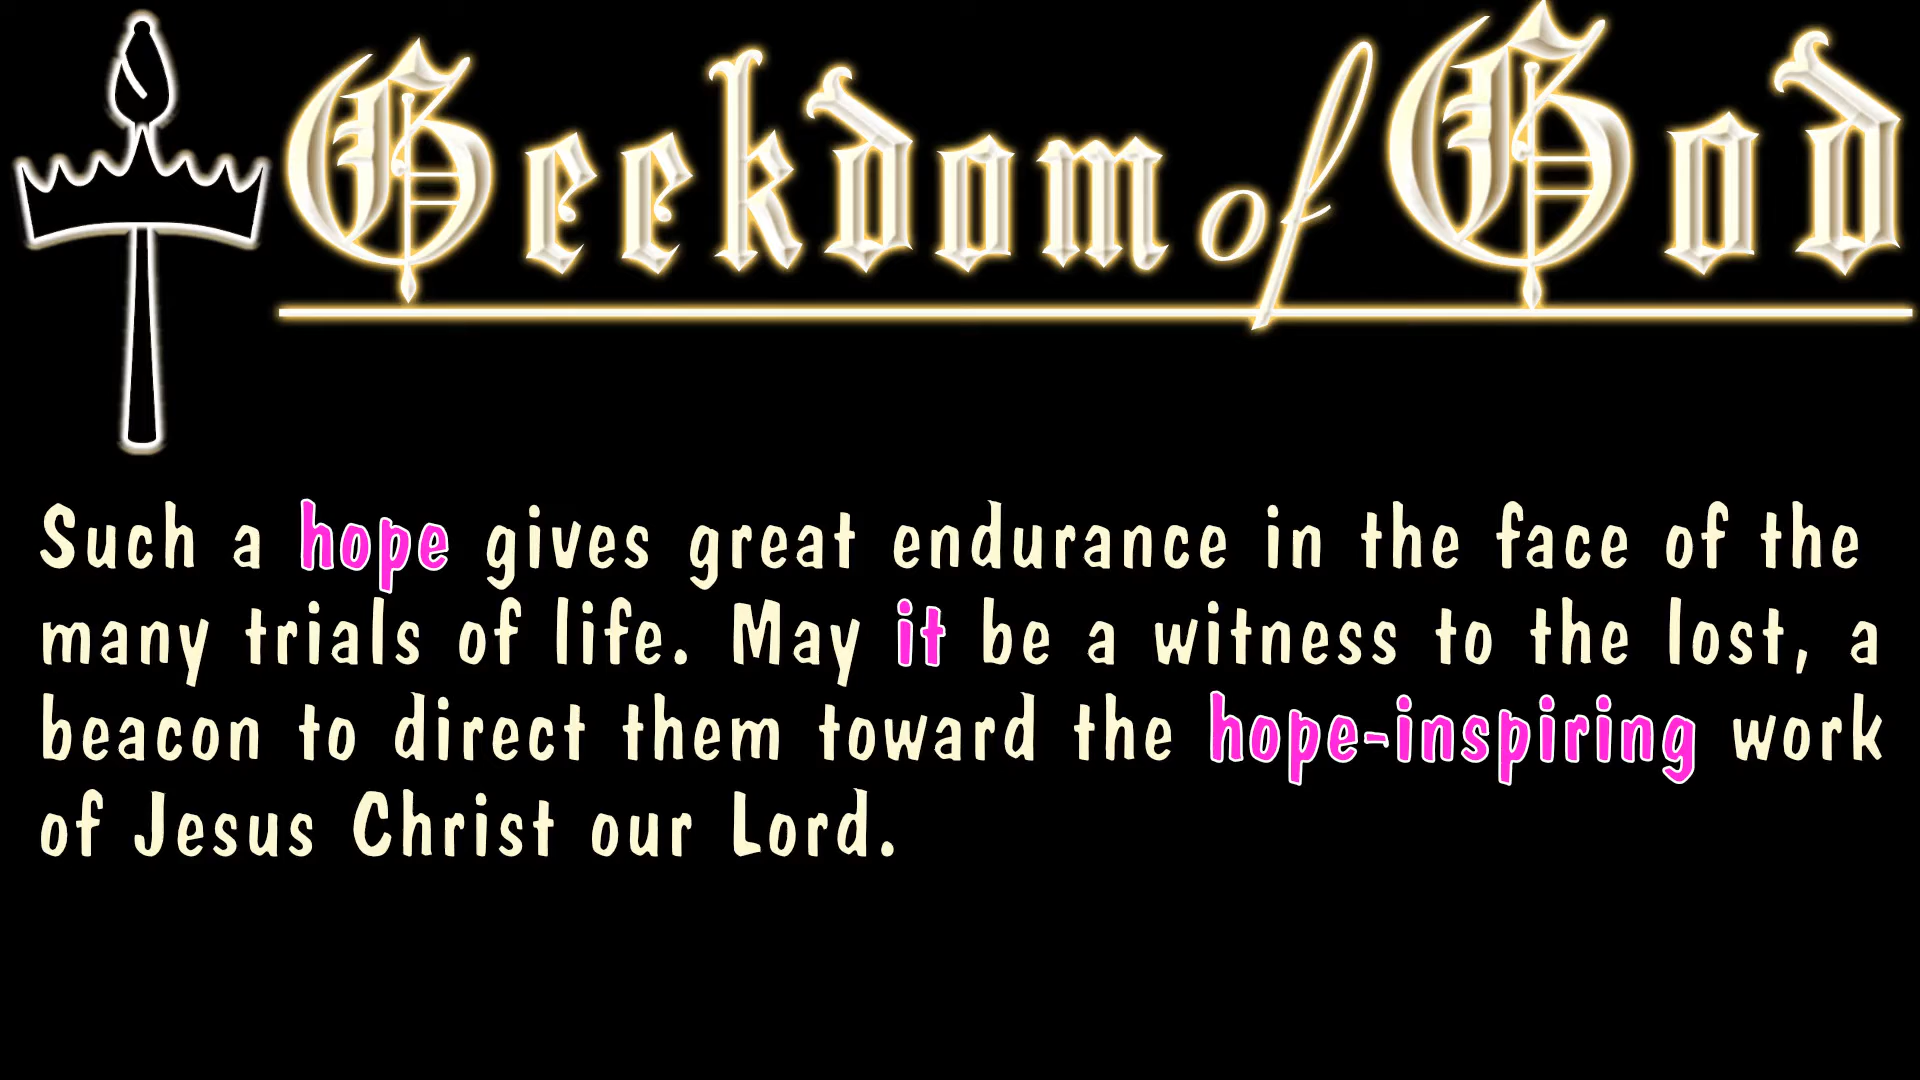 Geekdom of God
Such a hope gives great endurance in the face of the
many trials of life. May it be a witness to the lost, a
beacon to direct them toward the hope-inspiring work
of Jesus Christ our Lord.